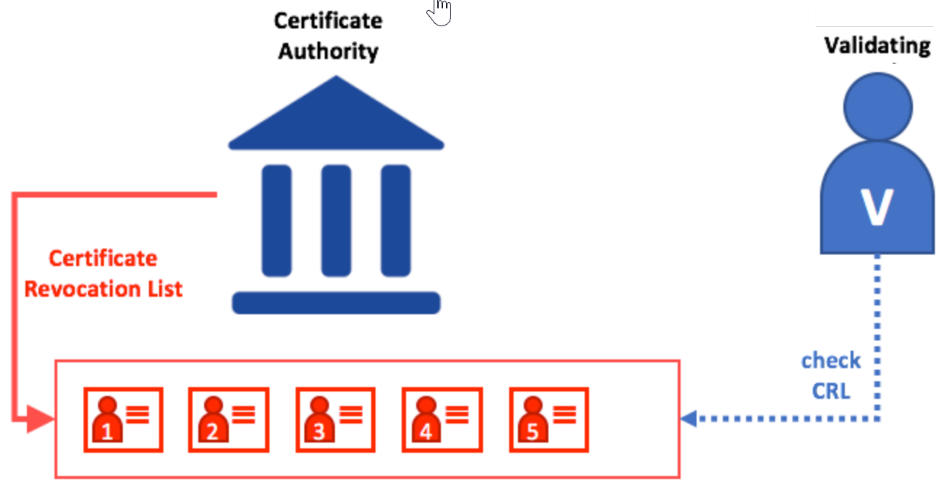 Certificate
Authority
Validating
Certificate
Revocation List
V
check
CRL
1
2
3
4
5